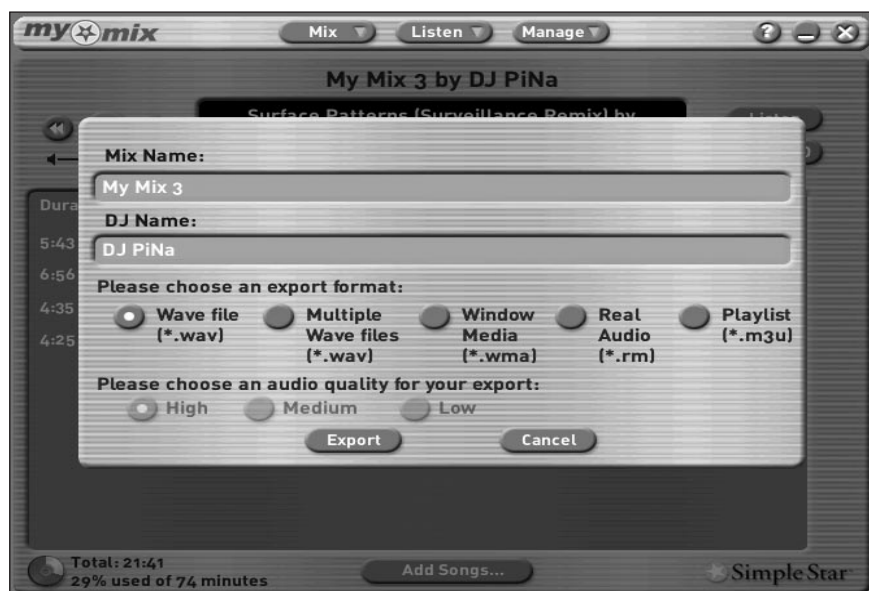 my mix
Mix Listen Manage ?
My Mix 3 by DJ PiNa
Surface Patterns (Surveillance Remix) by
Mix Name:
My Mix 3
DJ Name:
DJ PiNa
5:43
6:56
4:35
4:25
Please choose an export format:
Wave file (*.wav)
Multiple Wave files (*.wav)
Window Media (*.wma)
Real Audio (*.rm)
Playlist (*.m3u)
Please choose an audio quality for your export:
High Medium Low
Export Cancel
Total: 21:41
29% used of 74 minutes
Add Songs...
Simple Star